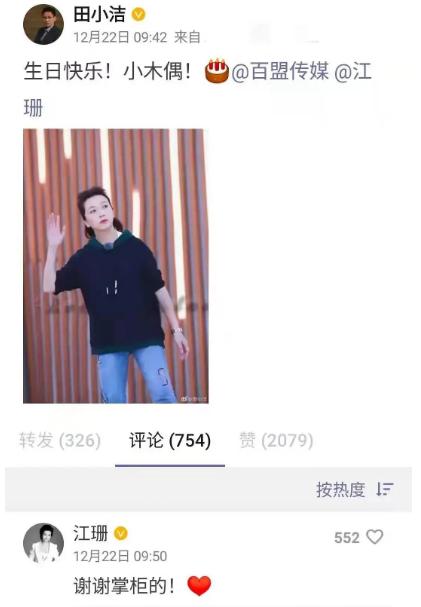 田小洁
12月22日 09:42 来自
生日快乐！小木偶！🎂@百盟传媒 @江
珊
转发 (326) 评论 (754) 赞 (2079)
按热度
江珊
552
12月22日 09:50
谢谢掌柜的！❤️